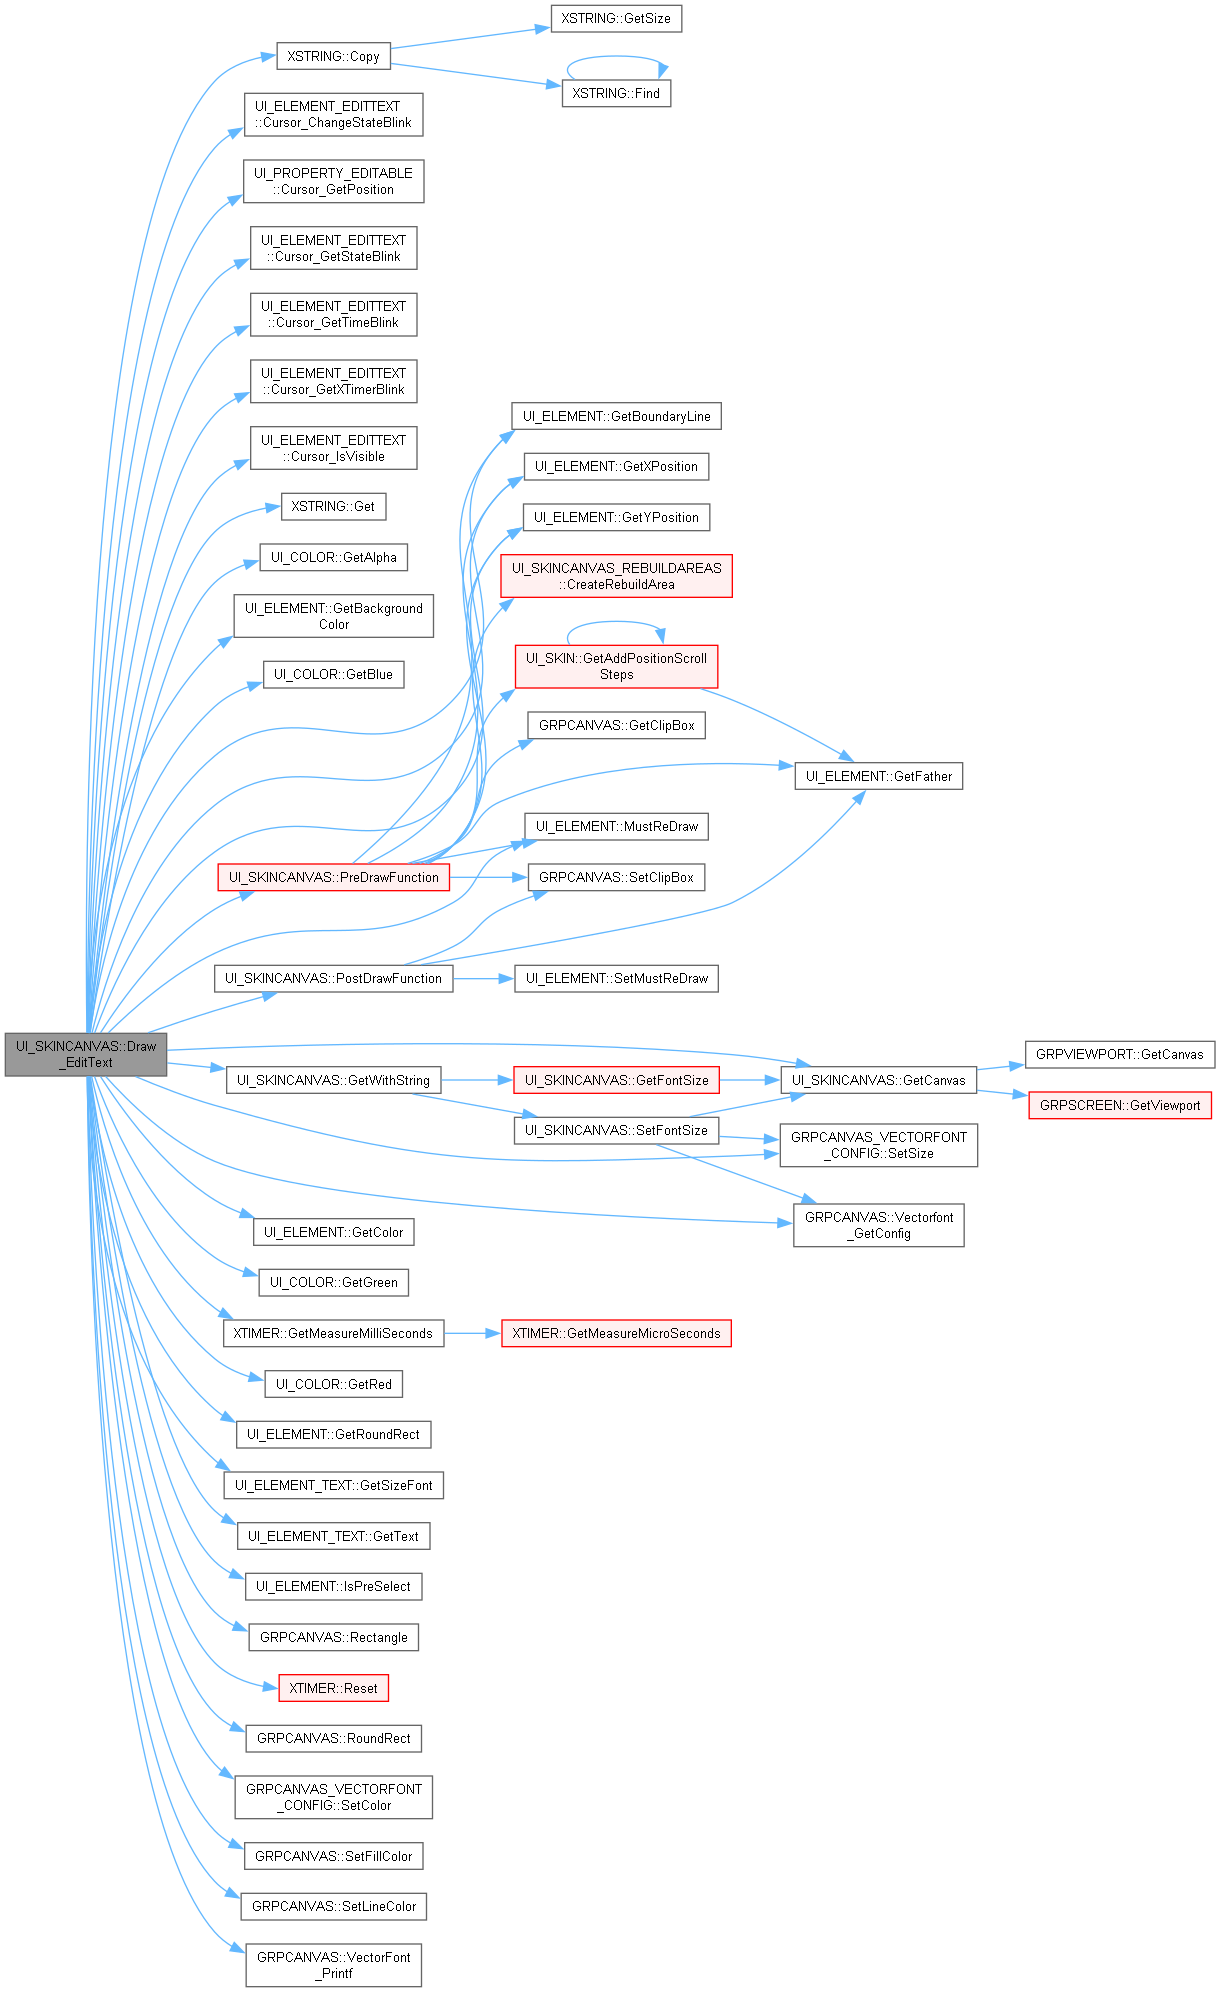 XSTRING::GetSize
XSTRING::Copy
XSTRING::Find
UI_ELEMENT_EDITTEXT
::Cursor_ChangeStateBlink
UI_PROPERTY_EDITABLE
::Cursor_GetPosition
UI_ELEMENT_EDITTEXT
::Cursor_GetStateBlink
UI_ELEMENT_EDITTEXT
::Cursor_GetTimeBlink
UI_ELEMENT_EDITTEXT
::Cursor_GetXTimerBlink
UI_ELEMENT::GetBoundaryLine
UI_ELEMENT_EDITTEXT
::Cursor_IsVisible
UI_ELEMENT::GetXPosition
XSTRING::Get
UI_ELEMENT::GetYPosition
UI_COLOR::GetAlpha
UI_SKINCANVAS_REBUILDAREAS
::CreateRebuildArea
UI_ELEMENT::GetBackground
Color
UI_SKIN::GetAddPositionScroll
Steps
UI_COLOR::GetBlue
GRPCANVAS::GetClipBox
UI_ELEMENT::GetFather
UI_ELEMENT::MustReDraw
UI_SKINCANVAS::PreDrawFunction
GRPCANVAS::SetClipBox
UI_SKINCANVAS::PostDrawFunction
UI_ELEMENT::SetMustReDraw
UI_SKINCANVAS::Draw
_EditText
GRPVIEWPORT::GetCanvas
UI_SKINCANVAS::GetWithString
UI_SKINCANVAS::GetFontSize
UI_SKINCANVAS::GetCanvas
GRPSCREEN::GetViewport
UI_SKINCANVAS::SetFontSize
GRPCANVAS_VECTORFONT
_CONFIG::SetSize
GRPCANVAS::Vectorfont
_GetConfig
UI_ELEMENT::GetColor
UI_COLOR::GetGreen
XTIMER::GetMeasureMilliSeconds
XTIMER::GetMeasureMicroSeconds
UI_COLOR::GetRed
UI_ELEMENT::GetRoundRect
UI_ELEMENT_TEXT::GetSizeFont
UI_ELEMENT_TEXT::GetText
UI_ELEMENT::IsPreSelect
GRPCANVAS::Rectangle
XTIMER::Reset
GRPCANVAS::RoundRect
GRPCANVAS_VECTORFONT
_CONFIG::SetColor
GRPCANVAS::SetFillColor
GRPCANVAS::SetLineColor
GRPCANVAS::VectorFont
_Printf